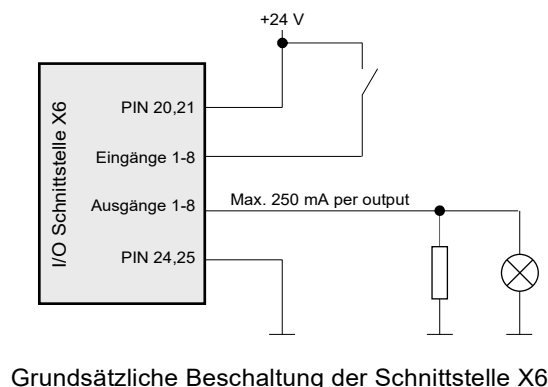 +24 V
I/O Schnittstelle X6
PIN 20,21
Eingänge 1-8
Ausgänge 1-8
Max. 250 mA per output
PIN 24,25
Grundsätzliche Beschaltung der Schnittstelle X6